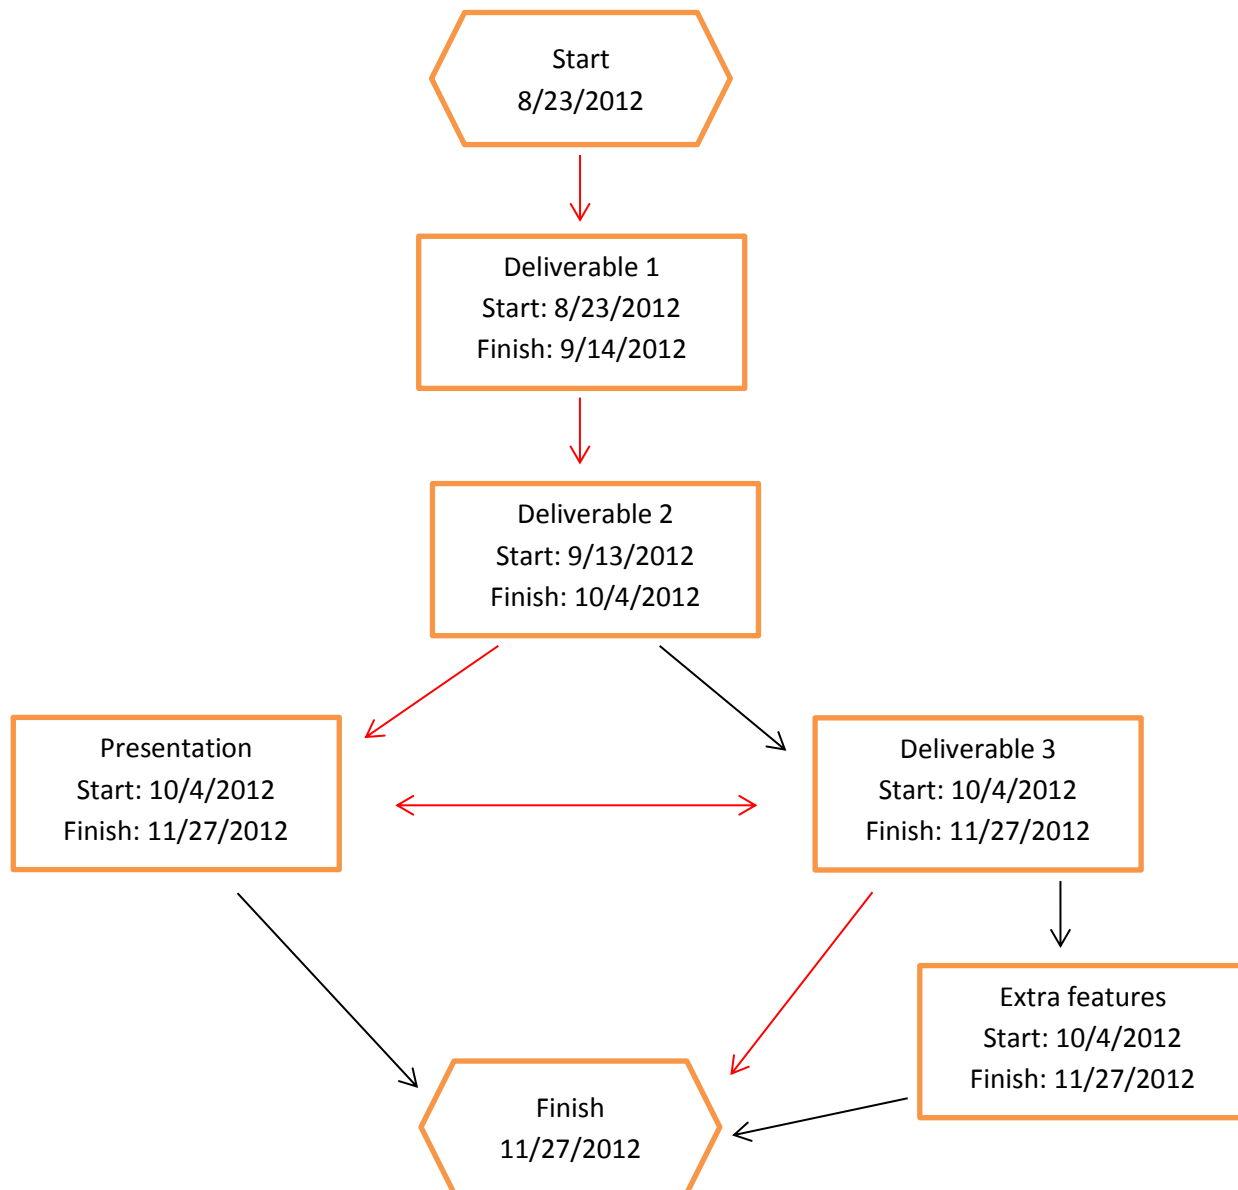 Start
8/23/2012
Deliverable 1
Start: 8/23/2012
Finish: 9/14/2012
Deliverable 2
Start: 9/13/2012
Finish: 10/4/2012
Presentation
Start: 10/4/2012
Finish: 11/27/2012
Deliverable 3
Start: 10/4/2012
Finish: 11/27/2012
Extra features
Start: 10/4/2012
Finish: 11/27/2012
Finish
11/27/2012